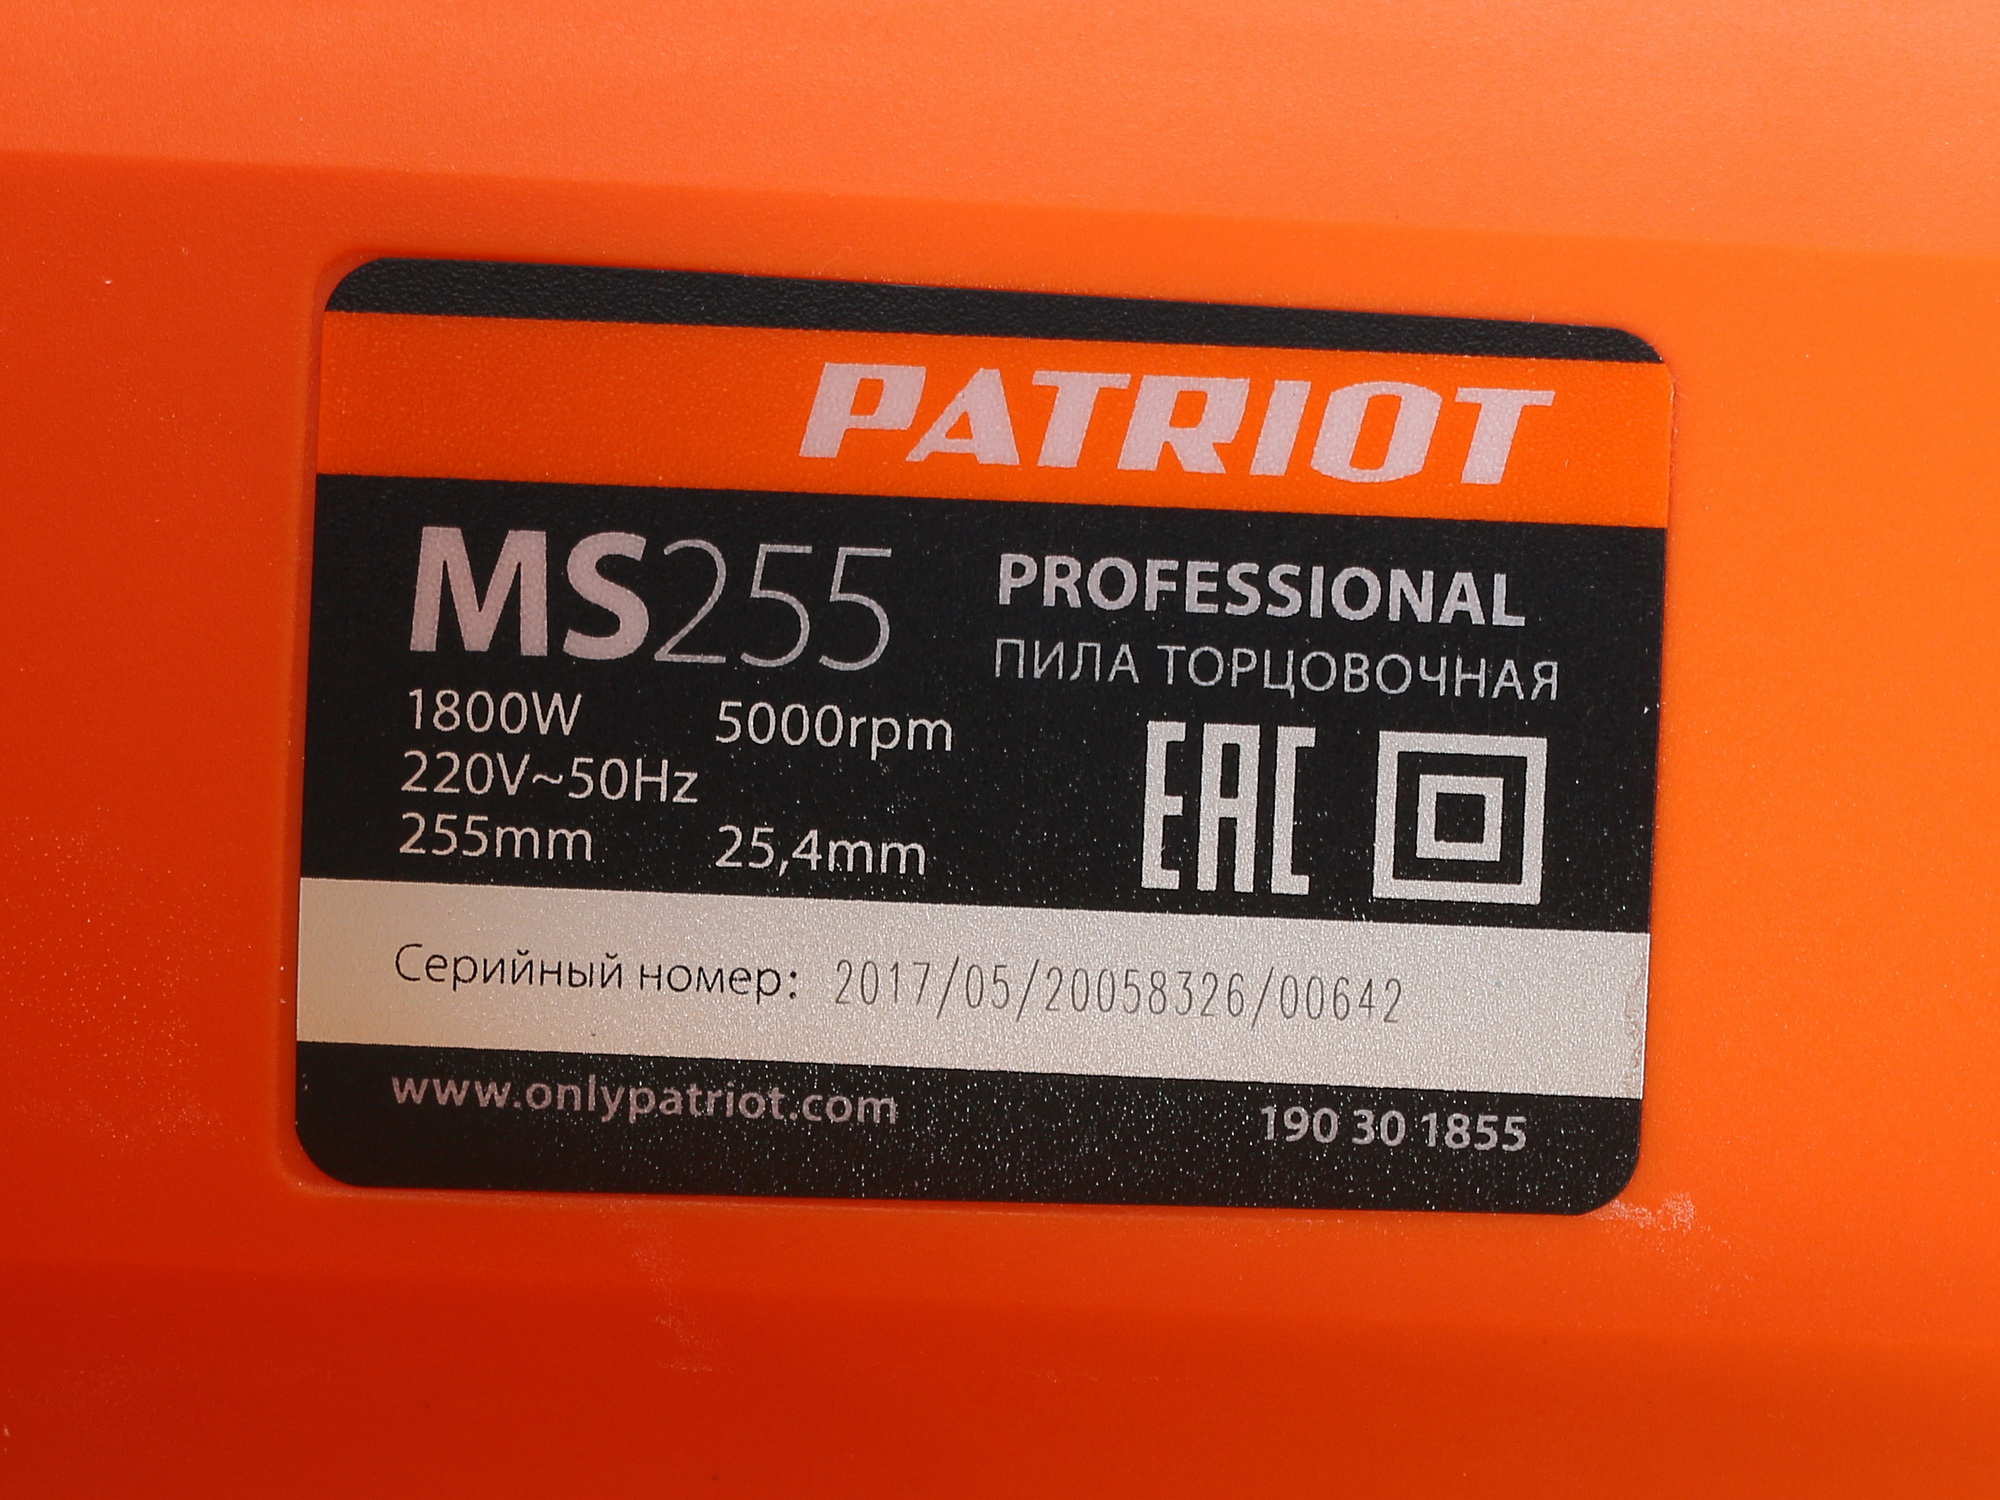 PATRIOT
MS255
PROFESSIONAL
ПИЛА ТОРЦОВОЧНАЯ
1800W 5000rpm
220V~50Hz
255mm 25,4mm
EAC
Серийный номер: 2017/05/20058326/00642
www.onlypatriot.com 190 30 1855